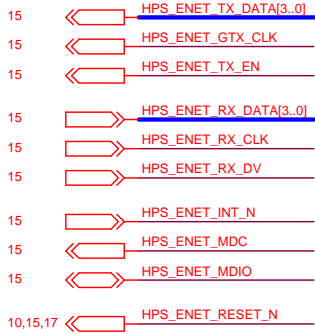 15 HPS_ENET_TX_DATA[3..0]
15 HPS_ENET_GTX_CLK
15 HPS_ENET_TX_EN
15 HPS_ENET_RX_DATA[3..0]
15 HPS_ENET_RX_CLK
15 HPS_ENET_RX_DV
15 HPS_ENET_INT_N
15 HPS_ENET_MDC
15 HPS_ENET_MDIO
10,15,17 HPS_ENET_RESET_N